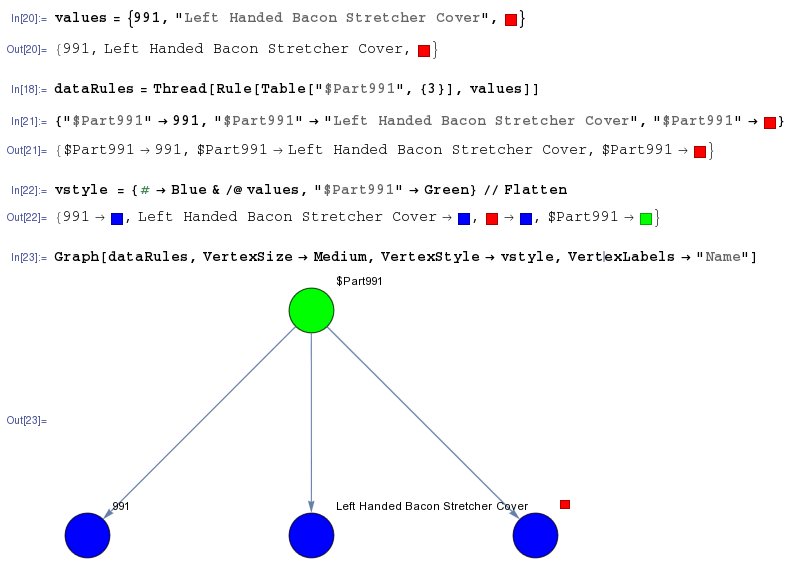 In[20]:= values = {991, "Left Handed Bacon Stretcher Cover", }
Out[20]= {991, Left Handed Bacon Stretcher Cover, }
In[18]:= dataRules = Thread[Rule[Table["$Part991", {3}], values]]
In[21]:= {"$Part991" → 991, "$Part991" → "Left Handed Bacon Stretcher Cover", "$Part991" → }
Out[21]= {$Part991 → 991, $Part991 → Left Handed Bacon Stretcher Cover, $Part991 → }
In[22]:= vstyle = {# → Blue & /@ values, "$Part991" → Green} // Flatten
Out[22]= {991 → , Left Handed Bacon Stretcher Cover → , → , $Part991 → }
In[23]:= Graph[dataRules, VertexSize → Medium, VertexStyle → vstyle, VertexLabels → "Name"]
$Part991
Out[23]=
991
Left Handed Bacon Stretcher Cover